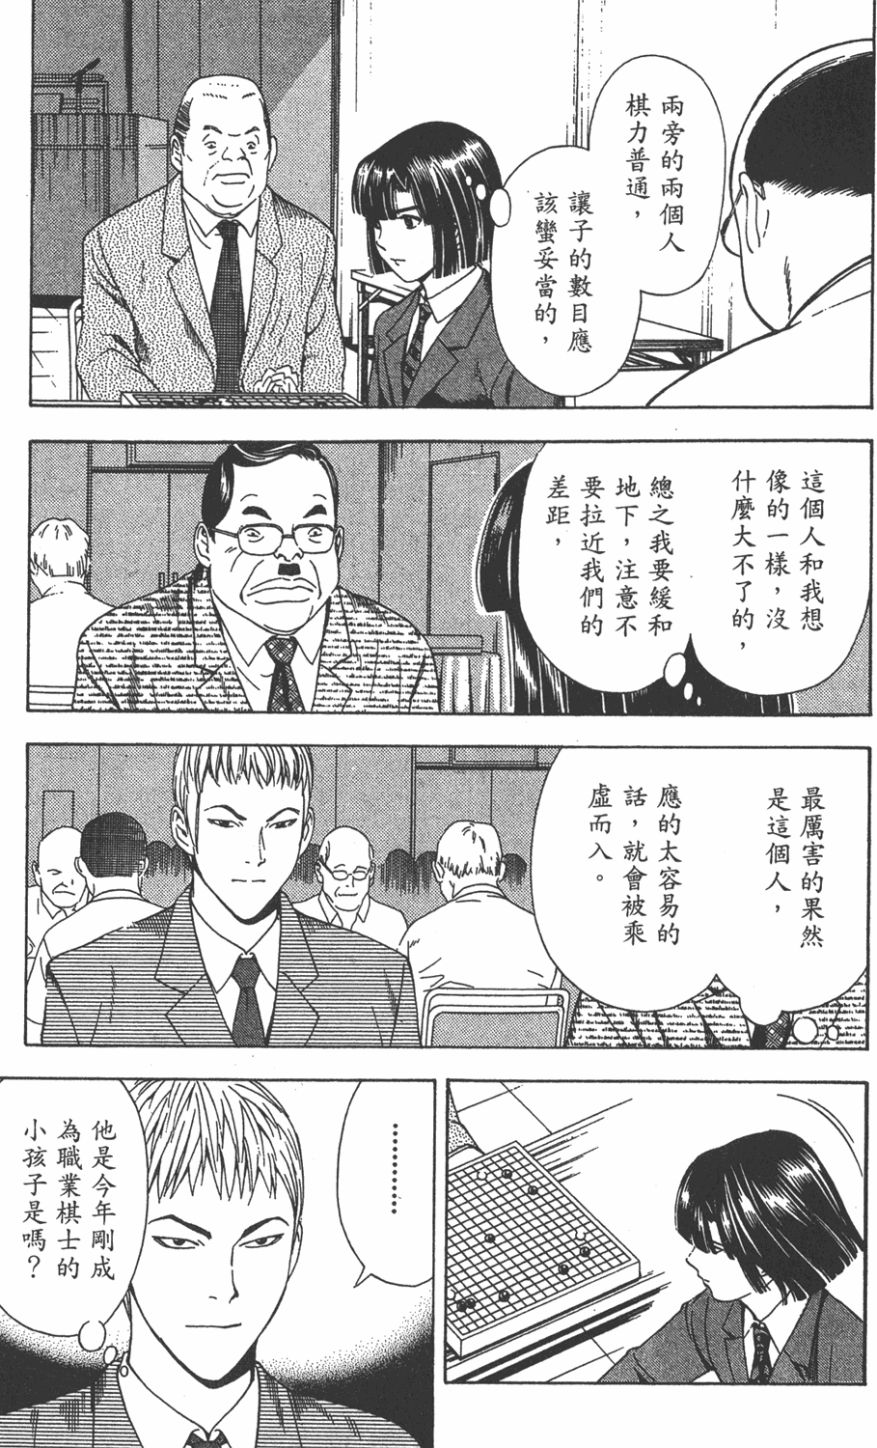 兩旁的兩個人
棋力普通，
讓子的數目應
該蠻妥當的，
這個人和我想
像的一樣，沒
什麼大不了的，
總之我要緩和
地下，注意不
要拉近我們的
差距，
最厲害的果然
是這個人，
應的太容易的
話，就會被乘
虛而入。
………
他是今年剛成
為職業棋士的
小孩子是嗎？